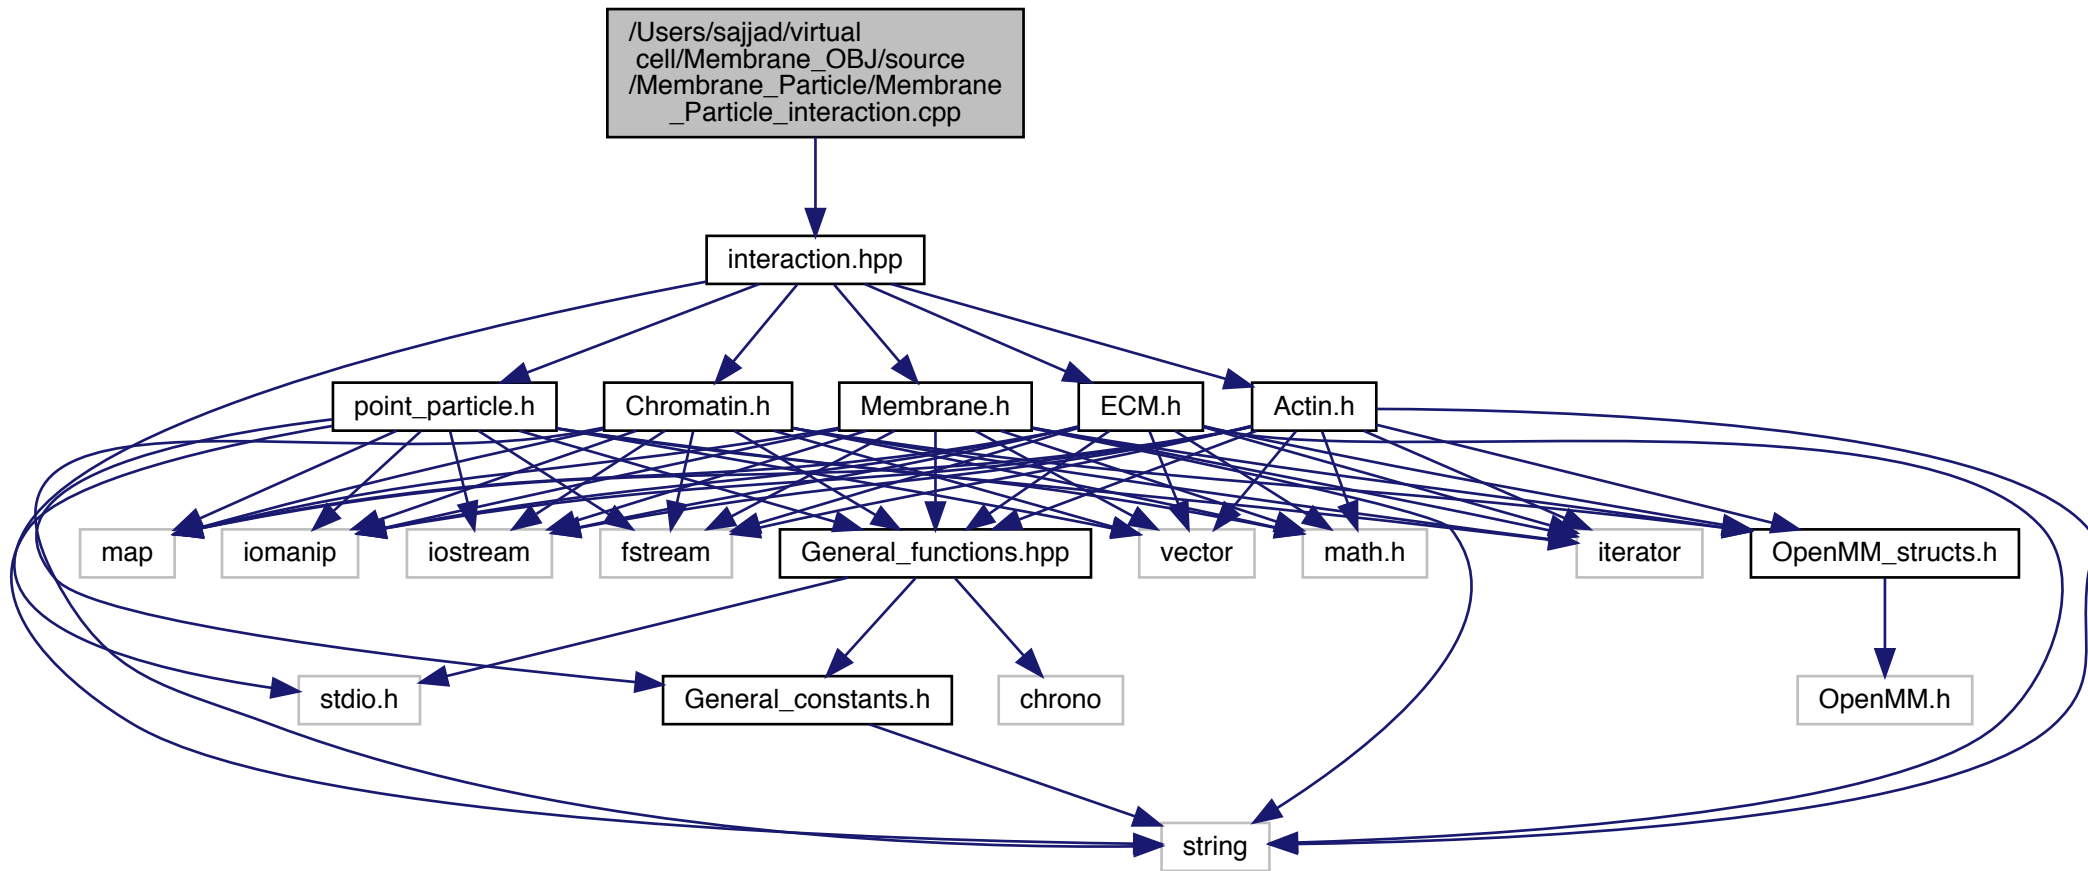 /Users/sajjad/virtual
cell/Membrane_OBJ/source
/Membrane_Particle/Membrane
_Particle_interaction.cpp
interaction.hpp
point_particle.h
Chromatin.h
Membrane.h
ECM.h
Actin.h
map
iomanip
iostream
fstream
General_functions.hpp
vector
math.h
iterator
OpenMM_structs.h
stdio.h
General_constants.h
chrono
OpenMM.h
string